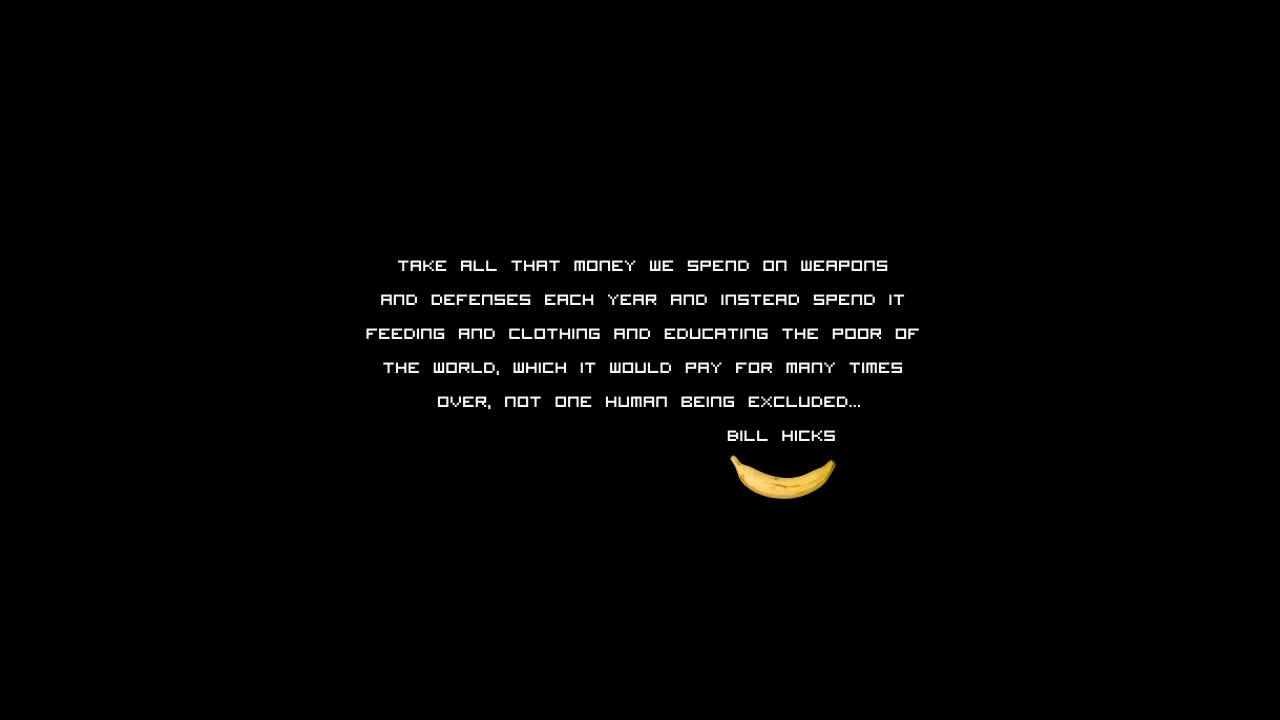 TAKE ALL THAT MONEY WE SPEND ON WEAPONS
AND DEFENSES EACH YEAR AND INSTEAD SPEND IT
FEEDING AND CLOTHING AND EDUCATING THE POOR OF
THE WORLD, WHICH IT WOULD PAY FOR MANY TIMES
OVER, NOT ONE HUMAN BEING EXCLUDED...
BILL HICKS